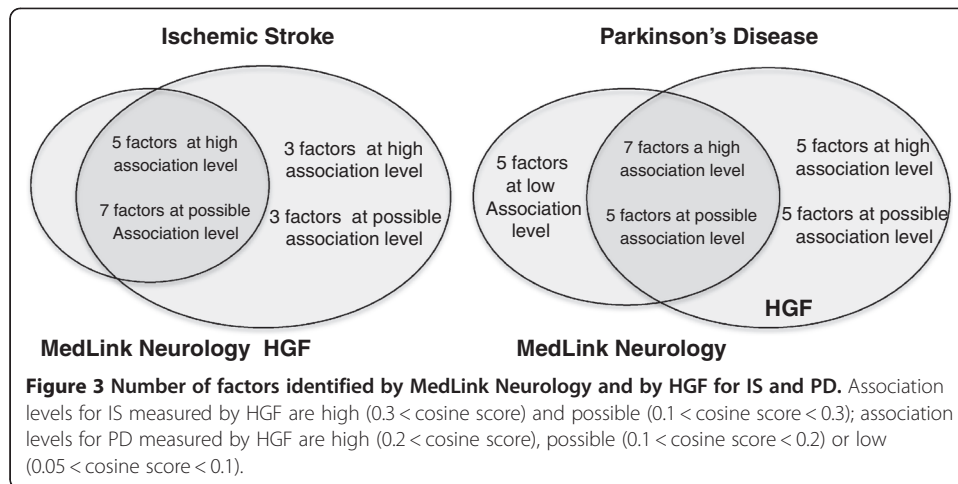 Ischemic Stroke
5 factors at high
association level
7 factors at possible
Association level
3 factors at high
association level
3 factors at possible
association level
MedLink Neurology HGF
Parkinson's Disease
5 factors
at low
Association
level
7 factors a high
association level
5 factors at possible
association level
5 factors at high
association level
5 factors at possible
association level
HGF
MedLink Neurology
Figure 3 Number of factors identified by MedLink Neurology and by HGF for IS and PD. Association
levels for IS measured by HGF are high (0.3 < cosine score) and possible (0.1 < cosine score < 0.3); association
levels for PD measured by HGF are high (0.2 < cosine score), possible (0.1 < cosine score < 0.2) or low
(0.05 < cosine score < 0.1).